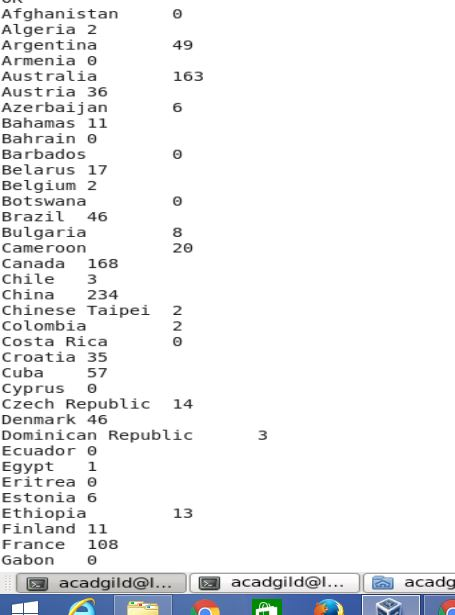 OK
Afghanistan 0
Algeria 2
Argentina 49
Armenia 0
Australia 163
Austria 36
Azerbaijan 6
Bahamas 11
Bahrain 0
Barbados 0
Belarus 17
Belgium 2
Botswana 0
Brazil 46
Bulgaria 8
Cameroon 20
Canada 168
Chile 3
China 234
Chinese Taipei 2
Colombia 2
Costa Rica 0
Croatia 35
Cuba 57
Cyprus 0
Czech Republic 14
Denmark 46
Dominican Republic 3
Ecuador 0
Egypt 1
Eritrea 0
Estonia 6
Ethiopia 13
Finland 11
France 108
Gabon 0
acadgild@l... acadgild@l... acadg